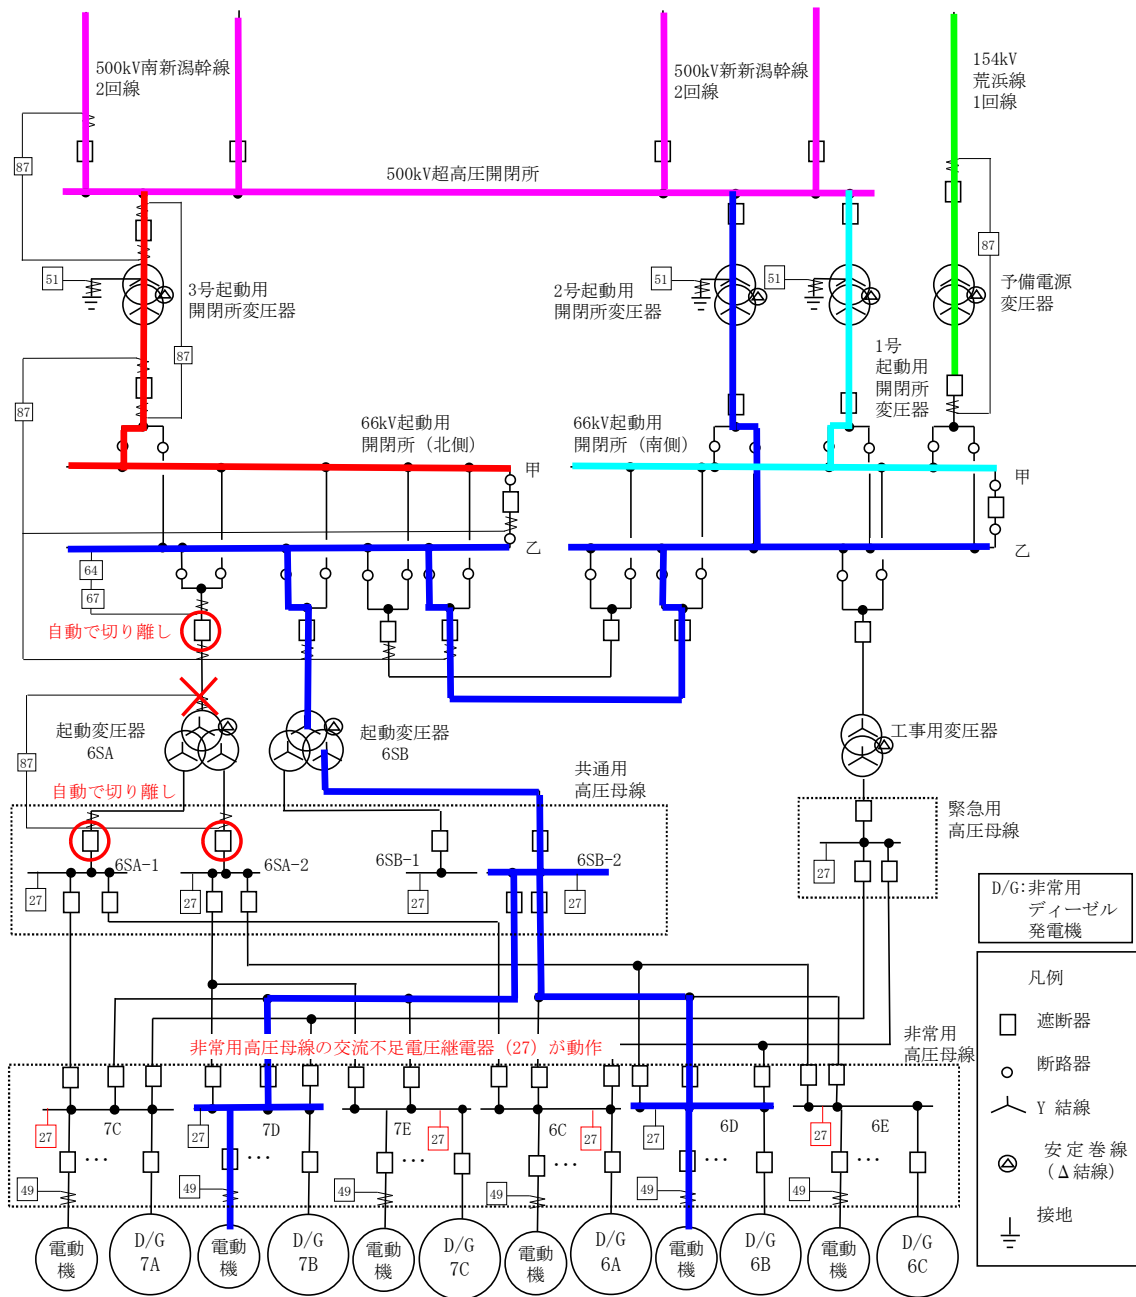 500kV南新潟幹線
2回線
500kV新新潟幹線
2回線
154kV
荒浜線
1回線
87
500kV超高圧開閉所
87
51
3号起動用
開閉所変圧器
51
2号起動用
開閉所変圧器
51
予備電源
変圧器
87
87
1号
起動用
開閉所
変圧器
66kV起動用
開閉所（北側）
66kV起動用
開閉所（南側）
甲
甲
乙
乙
64
67
自動で切り離し
起動変圧器
6SA
起動変圧器
6SB
工事用変圧器
87
自動で切り離し
共通用
高圧母線
緊急用
高圧母線
6SA-1
6SA-2
6SB-1
6SB-2
27
27
27
27
27
D/G:非常用
ディーゼル
発電機
凡例
遮断器
断路器
Y 結線
安定巻線
(Δ結線)
接地
非常用高圧母線の交流不足電圧継電器（27）が動作
非常用
高圧母線
7C
7D
7E
6C
6D
6E
27
27
27
27
27
27
…
…
…
…
…
…
49
49
49
49
49
49
電動
機
D/G
7A
電動
機
D/G
7B
電動
機
D/G
7C
電動
機
D/G
6A
電動
機
D/G
6B
電動
機
D/G
6C